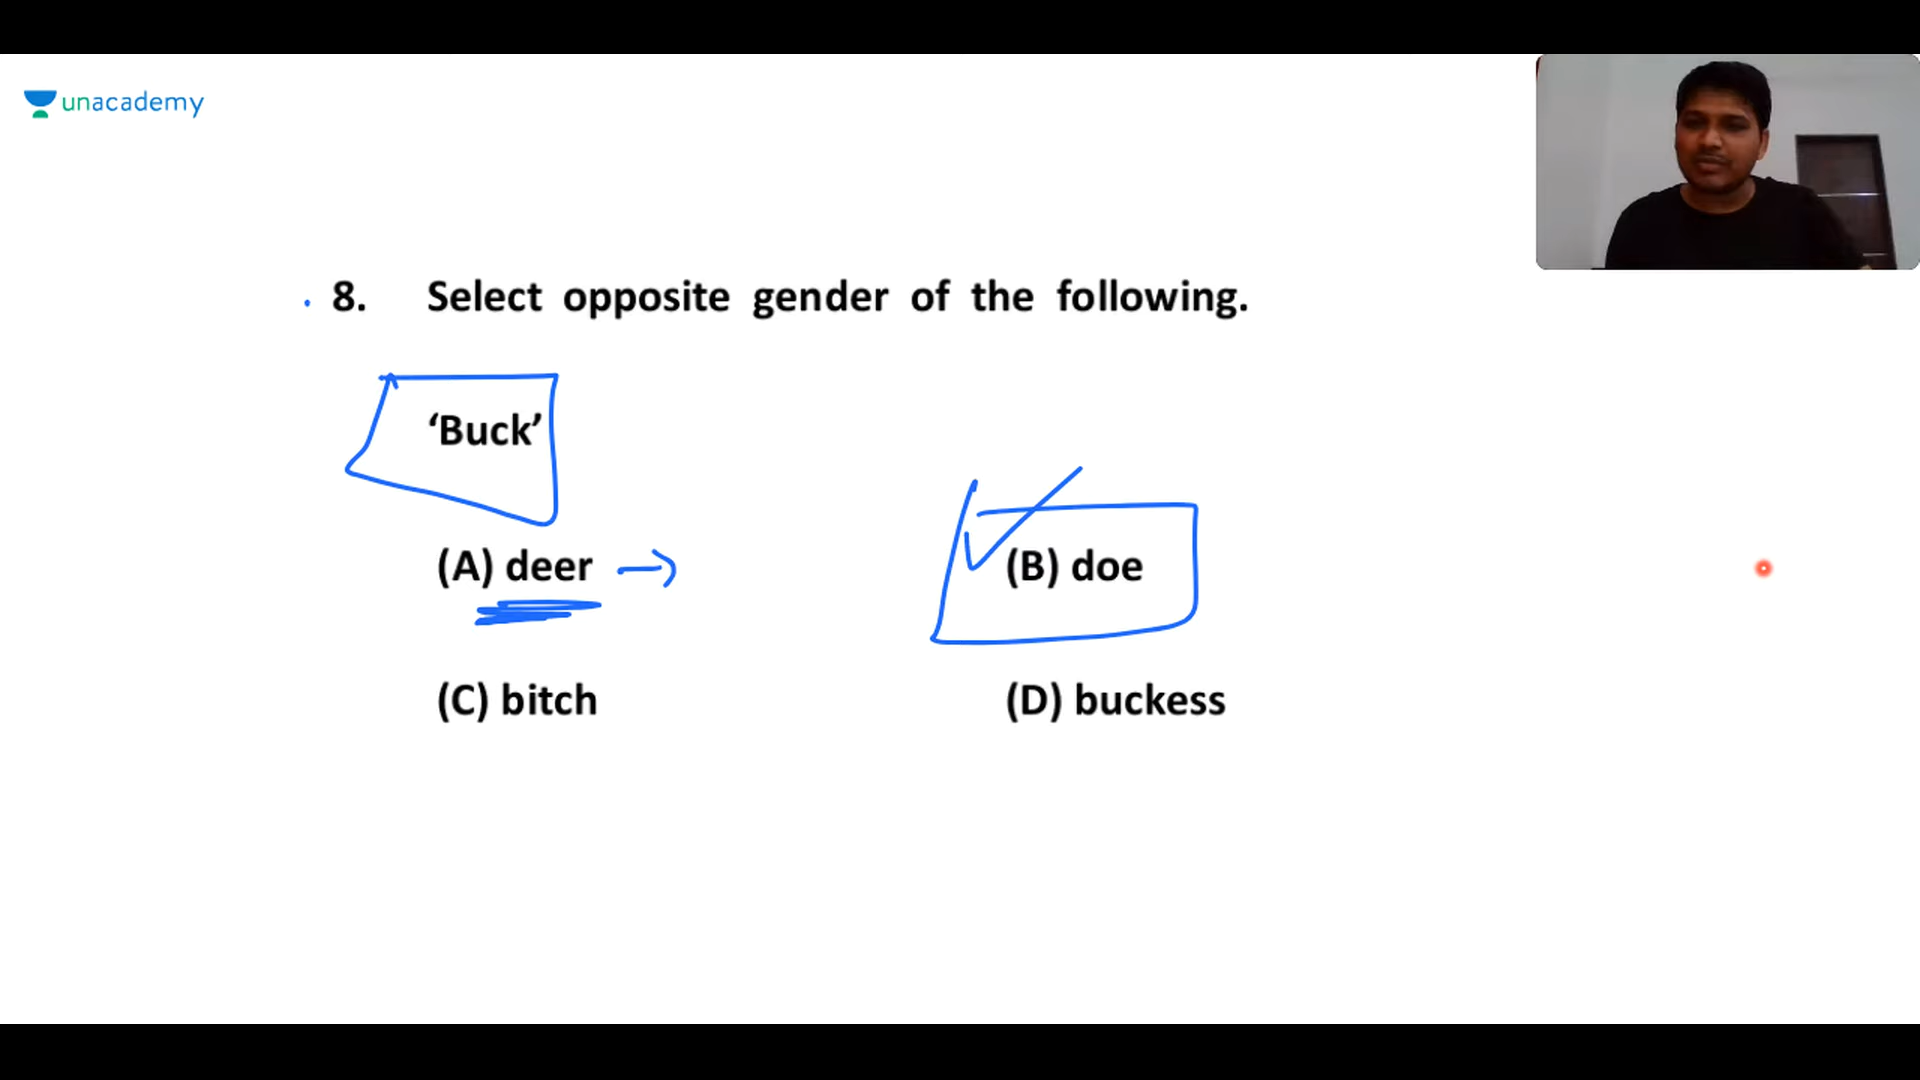 unacademy
8. Select opposite gender of the following.
‘Buck’
(A) deer (B) doe
(C) bitch (D) buckess